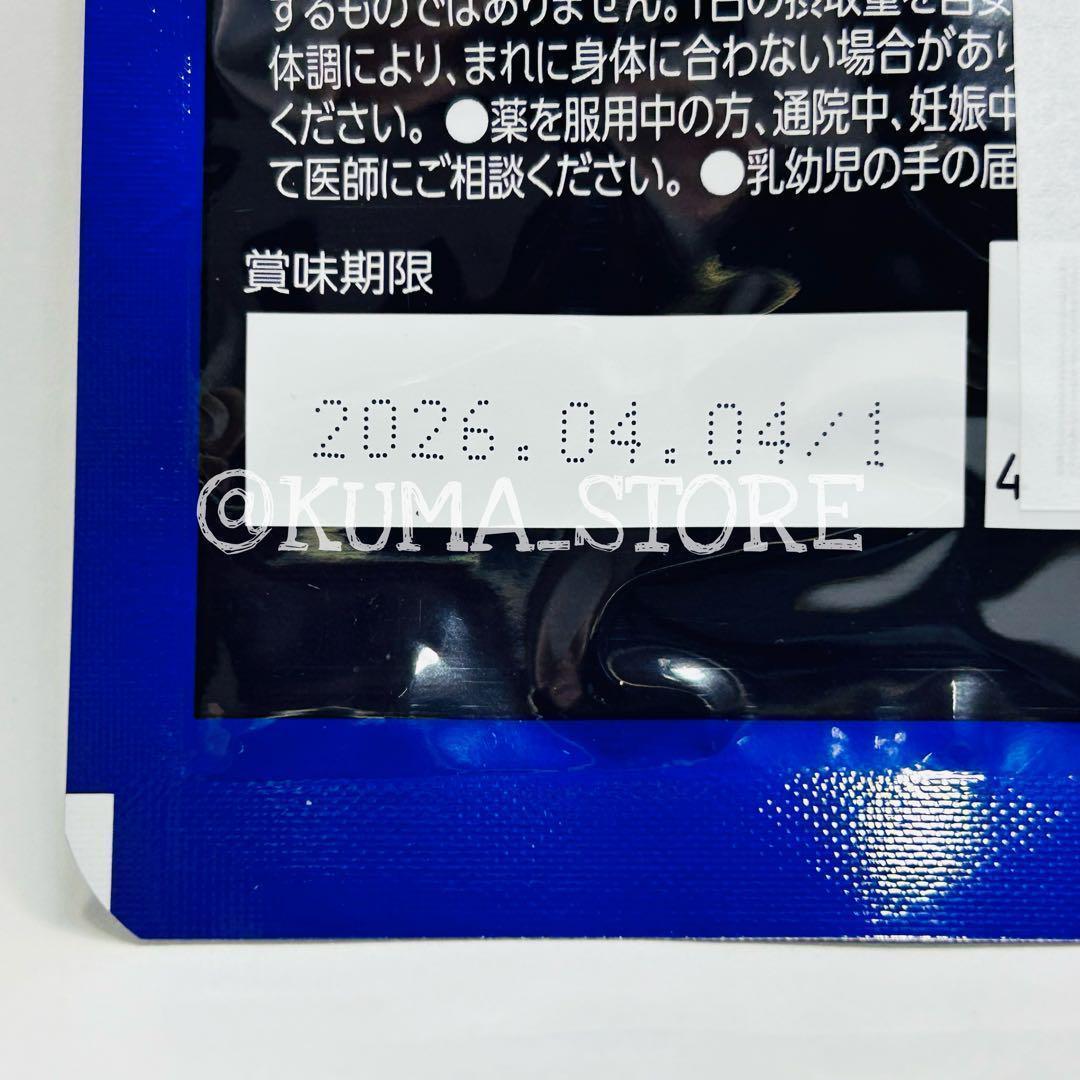 するものではありません。1日の摂取量を目安
体調により、まれに身体に合わない場合があり
ください。 ●薬を服用中の方、通院中、妊娠中
て医師にご相談ください。 ●乳幼児の手の届
賞味期限
2026.04.04/1
4
@KUMA_STORE